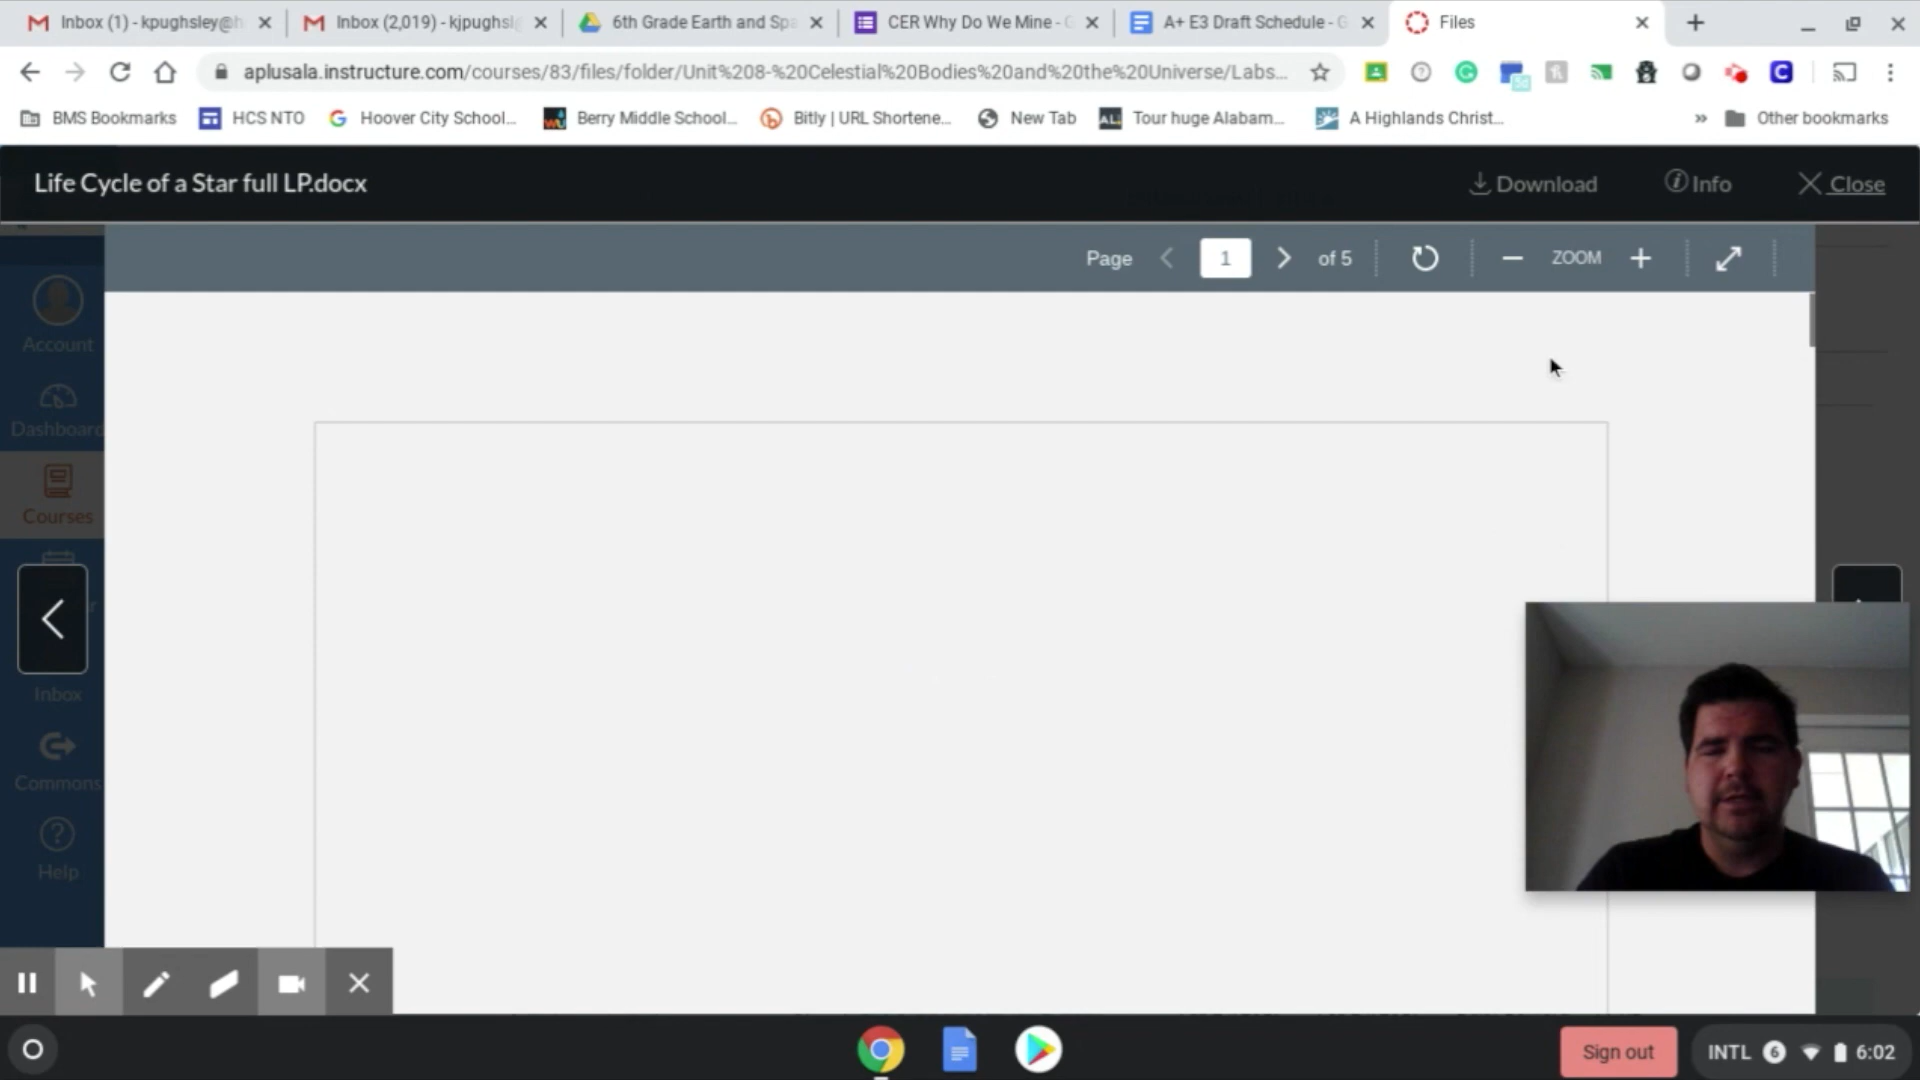 Inbox (1) - kpughsley@h
Inbox (2,019) - kjpughsl
6th Grade Earth and Spa
CER Why Do We Mine - G
A+ E3 Draft Schedule - G
Files
aplusala.instructure.com/courses/83/files/folder/Unit%208-%20Celestial%20Bodies%20and%20the%20Universe/Labs...
BMS Bookmarks
HCS NTO
Hoover City School...
Berry Middle School...
Bitly | URL Shortene...
New Tab
Tour huge Alabam...
A Highlands Christ...
Other bookmarks
Life Cycle of a Star full LP.docx
Download
Info
Close
Page 1 of 5
ZOOM
Account
Dashboard
Courses
Inbox
Commons
Help
Sign out
INTL 6 6:02